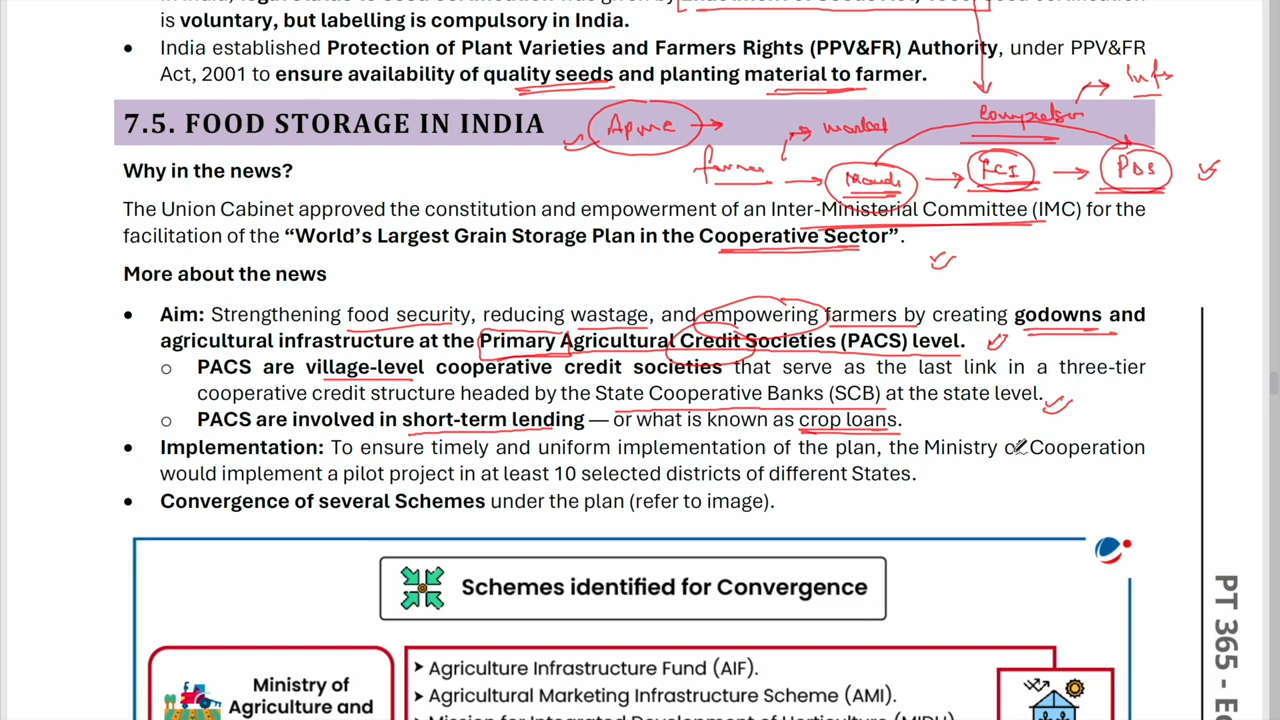 is voluntary, but labelling is compulsory in India.
• India established Protection of Plant Varieties and Farmers Rights (PPV&FR) Authority, under PPV&FR
Act, 2001 to ensure availability of quality seeds and planting material to farmer.
Infs
7.5. FOOD STORAGE IN INDIA
Apmc
market
Why in the news?
farmer
Mandi
FCI
PDS
The Union Cabinet approved the constitution and empowerment of an Inter-Ministerial Committee (IMC) for the
facilitation of the “World’s Largest Grain Storage Plan in the Cooperative Sector”.
More about the news
• Aim: Strengthening food security, reducing wastage, and empowering farmers by creating godowns and
agricultural infrastructure at the Primary Agricultural Credit Societies (PACS) level.
o PACS are village-level cooperative credit societies that serve as the last link in a three-tier
cooperative credit structure headed by the State Cooperative Banks (SCB) at the state level.
o PACS are involved in short-term lending — or what is known as crop loans.
• Implementation: To ensure timely and uniform implementation of the plan, the Ministry of Cooperation
would implement a pilot project in at least 10 selected districts of different States.
• Convergence of several Schemes under the plan (refer to image).
Schemes identified for Convergence
Ministry of
Agriculture and
➤ Agriculture Infrastructure Fund (AIF).
➤ Agricultural Marketing Infrastructure Scheme (AMI).
PT 365 -